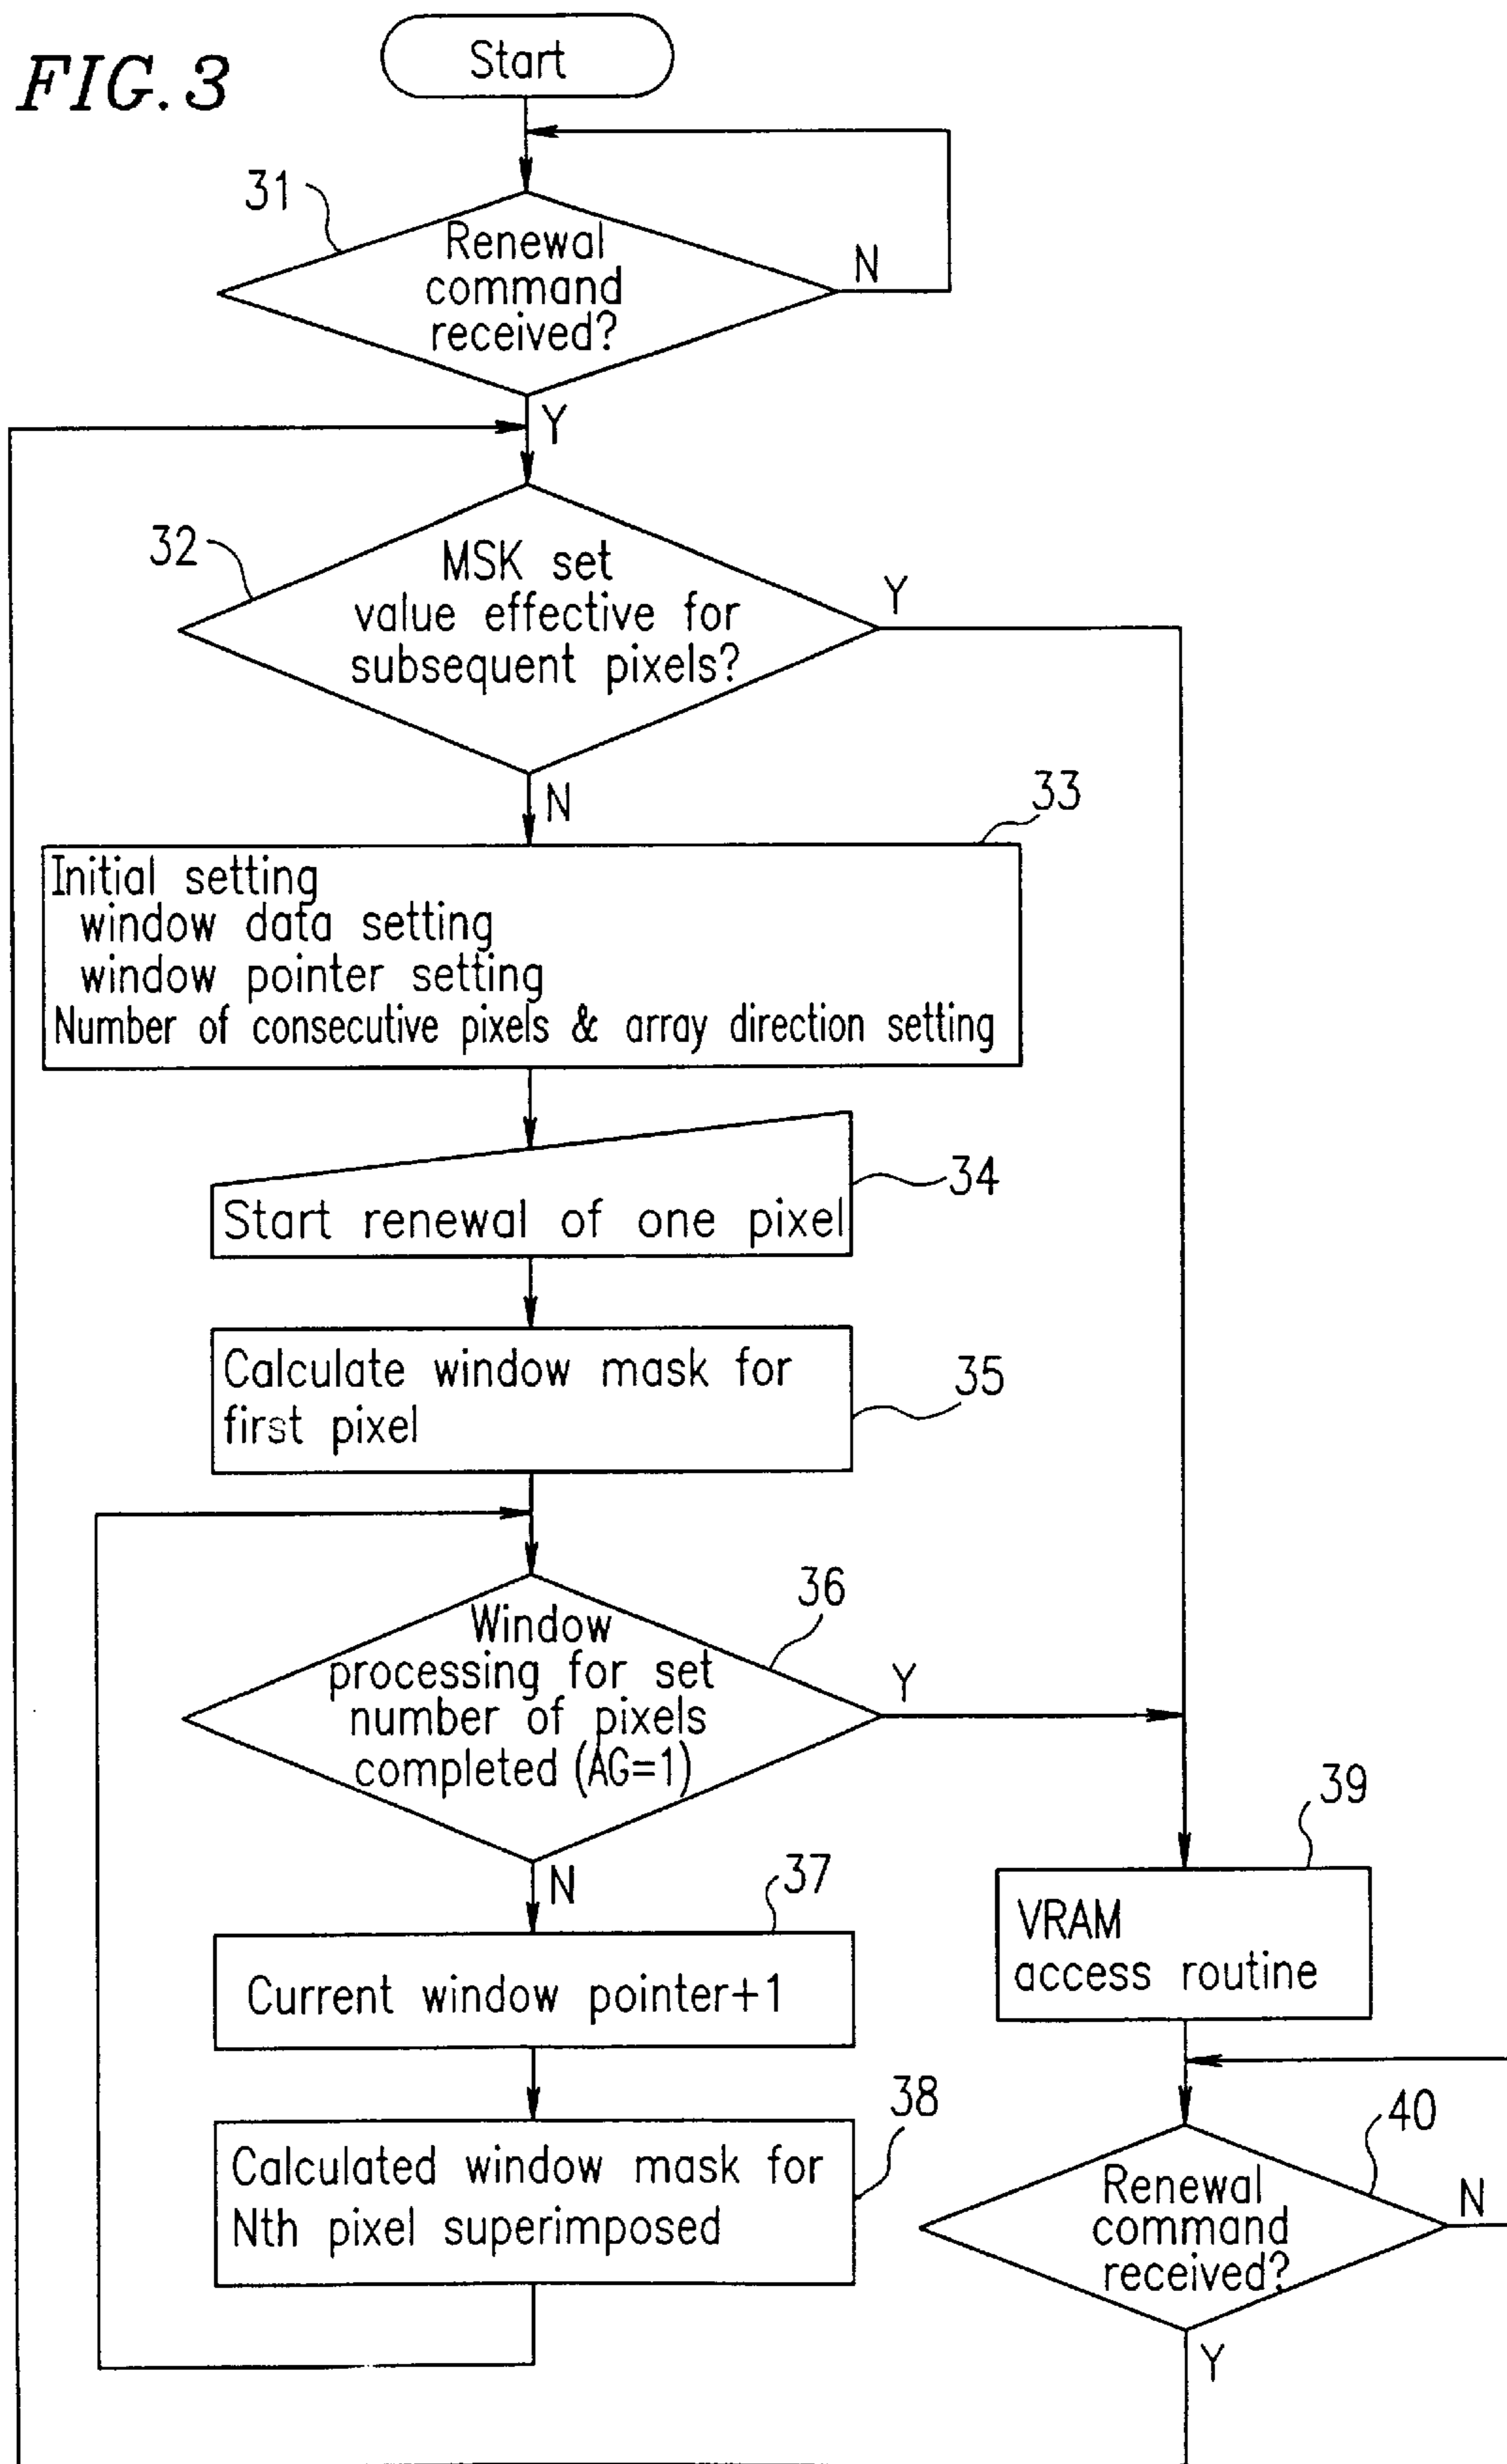 FIG. 3
Start
31
Renewal
command
received?
N
Y
32
MSK set
value effective for
subsequent pixels?
Y
N
33
Initial setting
window data setting
window pointer setting
Number of consecutive pixels & array direction setting
34
Start renewal of one pixel
Calculate window mask for
first pixel
35
36
Window
processing for set
number of pixels
completed (AG=1)
Y
N
37
Current window pointer+1
38
Calculated window mask for
Nth pixel superimposed
39
VRAM
access routine
40
Renewal
command
received?
N
Y